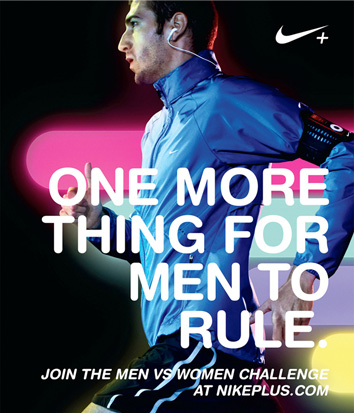 +
ONE MORE
THING FOR
MEN TO
RULE.
JOIN THE MEN VS WOMEN CHALLENGE
AT NIKEPLUS.COM